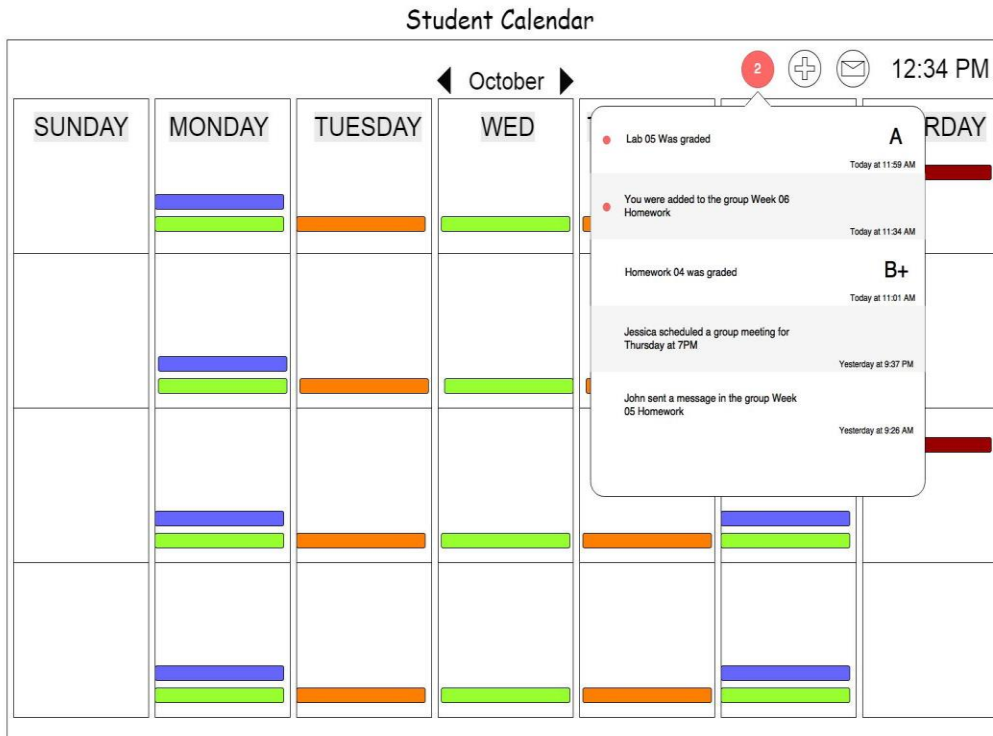 Student Calendar
October
2
12:34 PM
SUNDAY
MONDAY
TUESDAY
WED
RDAY
Lab 05 Was graded
A
Today at 11:59 AM
You were added to the group Week 06
Homework
Today at 11:34 AM
Homework 04 was graded
B+
Today at 11:01 AM
Jessica scheduled a group meeting for
Thursday at 7PM
Yesterday at 9:37 PM
John sent a message in the group Week
05 Homework
Yesterday at 9:26 AM